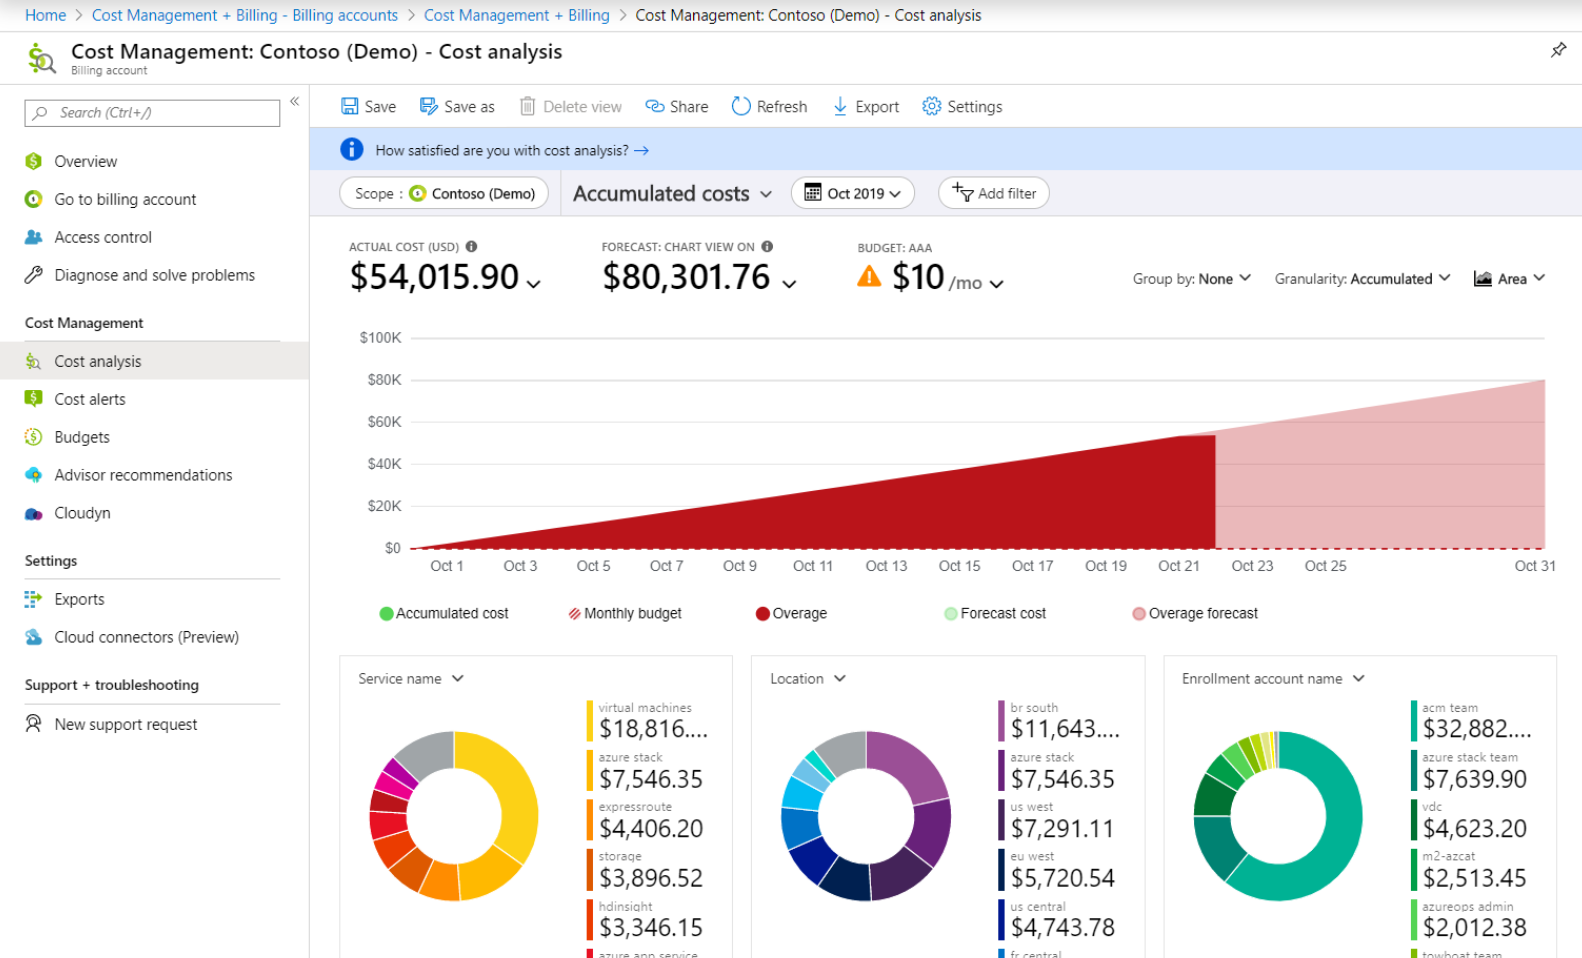 Home > Cost Management + Billing - Billing accounts > Cost Management + Billing > Cost Management: Contoso (Demo) - Cost analysis
Cost Management: Contoso (Demo) - Cost analysis
Billing account
Search (Ctrl+/)
«
Overview
Go to billing account
Access control
Diagnose and solve problems
Cost Management
Cost analysis
Cost alerts
Budgets
Advisor recommendations
Cloudyn
Settings
Exports
Cloud connectors (Preview)
Support + troubleshooting
New support request
Save Save as Delete view Share Refresh Export Settings
How satisfied are you with cost analysis? →
Scope : Contoso (Demo) Accumulated costs Oct 2019 Add filter
ACTUAL COST (USD) FORECAST: CHART VIEW ON BUDGET: AAA
$54,015.90 $80,301.76 $10 /mo
Group by: None Granularity: Accumulated Area
$100K
$80K
$60K
$40K
$20K
$0
Oct 1 Oct 3 Oct 5 Oct 7 Oct 9 Oct 11 Oct 13 Oct 15 Oct 17 Oct 19 Oct 21 Oct 23 Oct 25 Oct 31
Accumulated cost Monthly budget Overage Forecast cost Overage forecast
Service name
virtual machines
$18,816....
azure stack
$7,546.35
expressroute
$4,406.20
storage
$3,896.52
hdinsight
$3,346.15
azure app service
Location
br south
$11,643....
azure stack
$7,546.35
us west
$7,291.11
eu west
$5,720.54
us central
$4,743.78
fr central
Enrollment account name
acm team
$32,882....
azure stack team
$7,639.90
vdc
$4,623.20
m2-azcat
$2,513.45
azureops admin
$2,012.38
towboat team